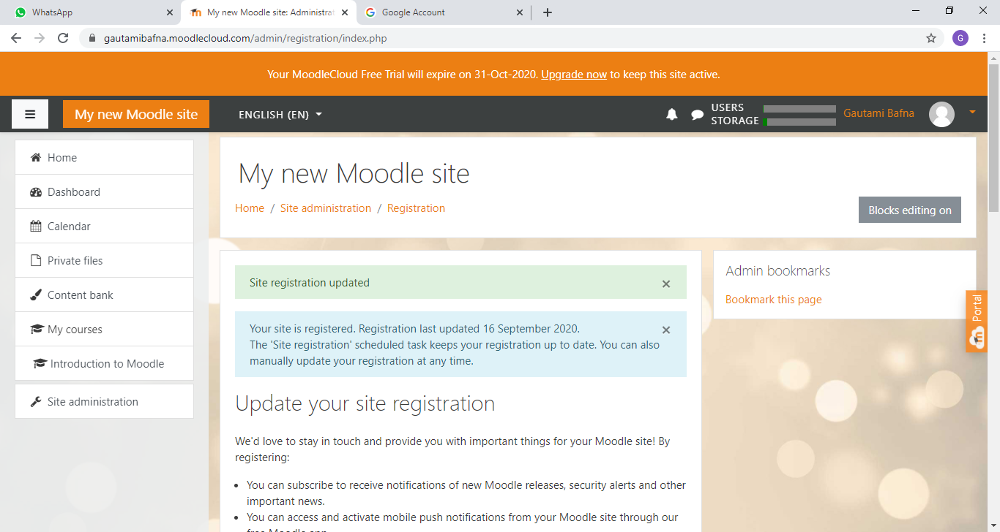 WhatsApp
My new Moodle site: Administrat
Google Account
gautamibafna.moodlecloud.com/admin/registration/index.php
G
Your MoodleCloud Free Trial will expire on 31-Oct-2020. Upgrade now to keep this site active.
My new Moodle site
ENGLISH (EN)
USERS
STORAGE
Gautami Bafna
Home
Dashboard
Calendar
Private files
Content bank
My courses
Introduction to Moodle
Site administration
My new Moodle site
Home / Site administration / Registration
Blocks editing on
Site registration updated
Your site is registered. Registration last updated 16 September 2020.
The 'Site registration' scheduled task keeps your registration up to date. You can also
manually update your registration at any time.
Update your site registration
We'd love to stay in touch and provide you with important things for your Moodle site! By
registering:
• You can subscribe to receive notifications of new Moodle releases, security alerts and other
important news.
• You can access and activate mobile push notifications from your Moodle site through our
free Moodle app
Admin bookmarks
Bookmark this page
Portal